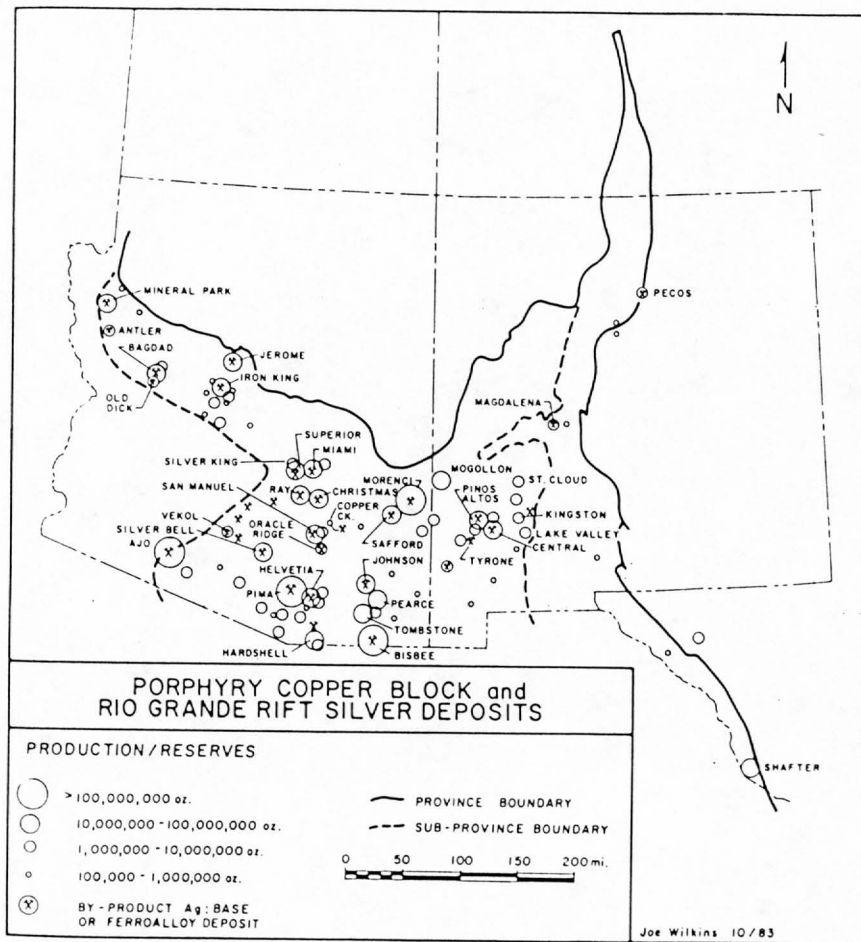 N
MINERAL PARK
PECOS
ANTLER
BAGDAD
JEROME
IRON KING
OLD
DICK
MAGDALENA
SUPERIOR
MIAMI
SILVER KING
MORENCI
MOGOLLON
ST. CLOUD
SAN MANUEL
RAY
CHRISTMAS
PINOS
ALTOS
COPPER
CK.
KINGSTON
VEKOL
SILVER BELL
ORACLE
RIDGE
SAFFORD
LAKE VALLEY
CENTRAL
AJO
JOHNSON
TYRONE
HELVETIA
PIMA
PEARCE
TOMBSTONE
HARDSHELL
BISBEE
PORPHYRY COPPER BLOCK and
RIO GRANDE RIFT SILVER DEPOSITS
PRODUCTION/RESERVES
> 100,000,000 oz.
10,000,000 - 100,000,000 oz.
1,000,000 - 10,000,000 oz.
100,000 - 1,000,000 oz.
BY-PRODUCT Ag: BASE
OR FERROALLOY DEPOSIT
PROVINCE BOUNDARY
SUB-PROVINCE BOUNDARY
0 50 100 150 200 mi.
SHAFTER
Joe Wilkins 10/83